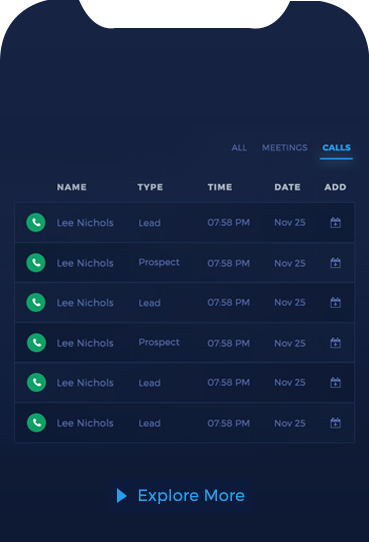 ALL MEETINGS CALLS
NAME TYPE TIME DATE ADD
Lee Nichols Lead 07:58 PM Nov 25
Lee Nichols Prospect 07:58 PM Nov 25
Lee Nichols Lead 07:58 PM Nov 25
Lee Nichols Prospect 07:58 PM Nov 25
Lee Nichols Lead 07:58 PM Nov 25
Lee Nichols Lead 07:58 PM Nov 25
Explore More